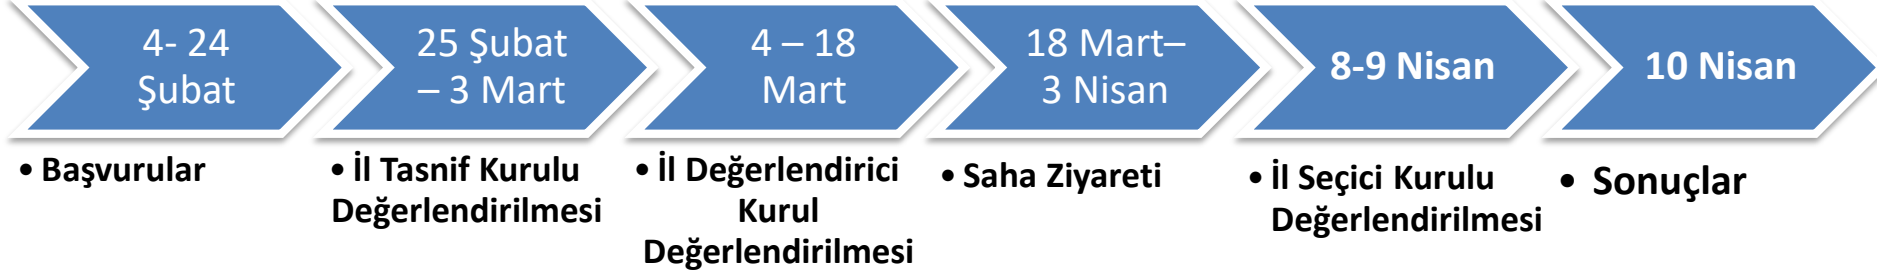 4- 24
Şubat
25 Şubat
– 3 Mart
4 – 18
Mart
18 Mart–
3 Nisan
8-9 Nisan
10 Nisan
• Başvurular
• İl Tasnif Kurulu
Değerlendirilmesi
• İl Değerlendirici
Kurul
Değerlendirilmesi
• Saha Ziyareti
• İl Seçici Kurulu
Değerlendirilmesi
• Sonuçlar